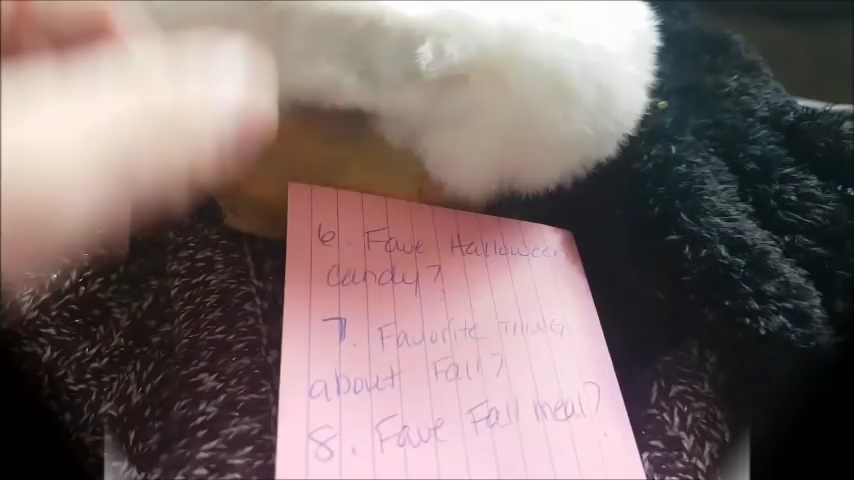 6. Fave Halloween
candy?
7. Favorite THING
about Fall?
8. Fave Fall meal?